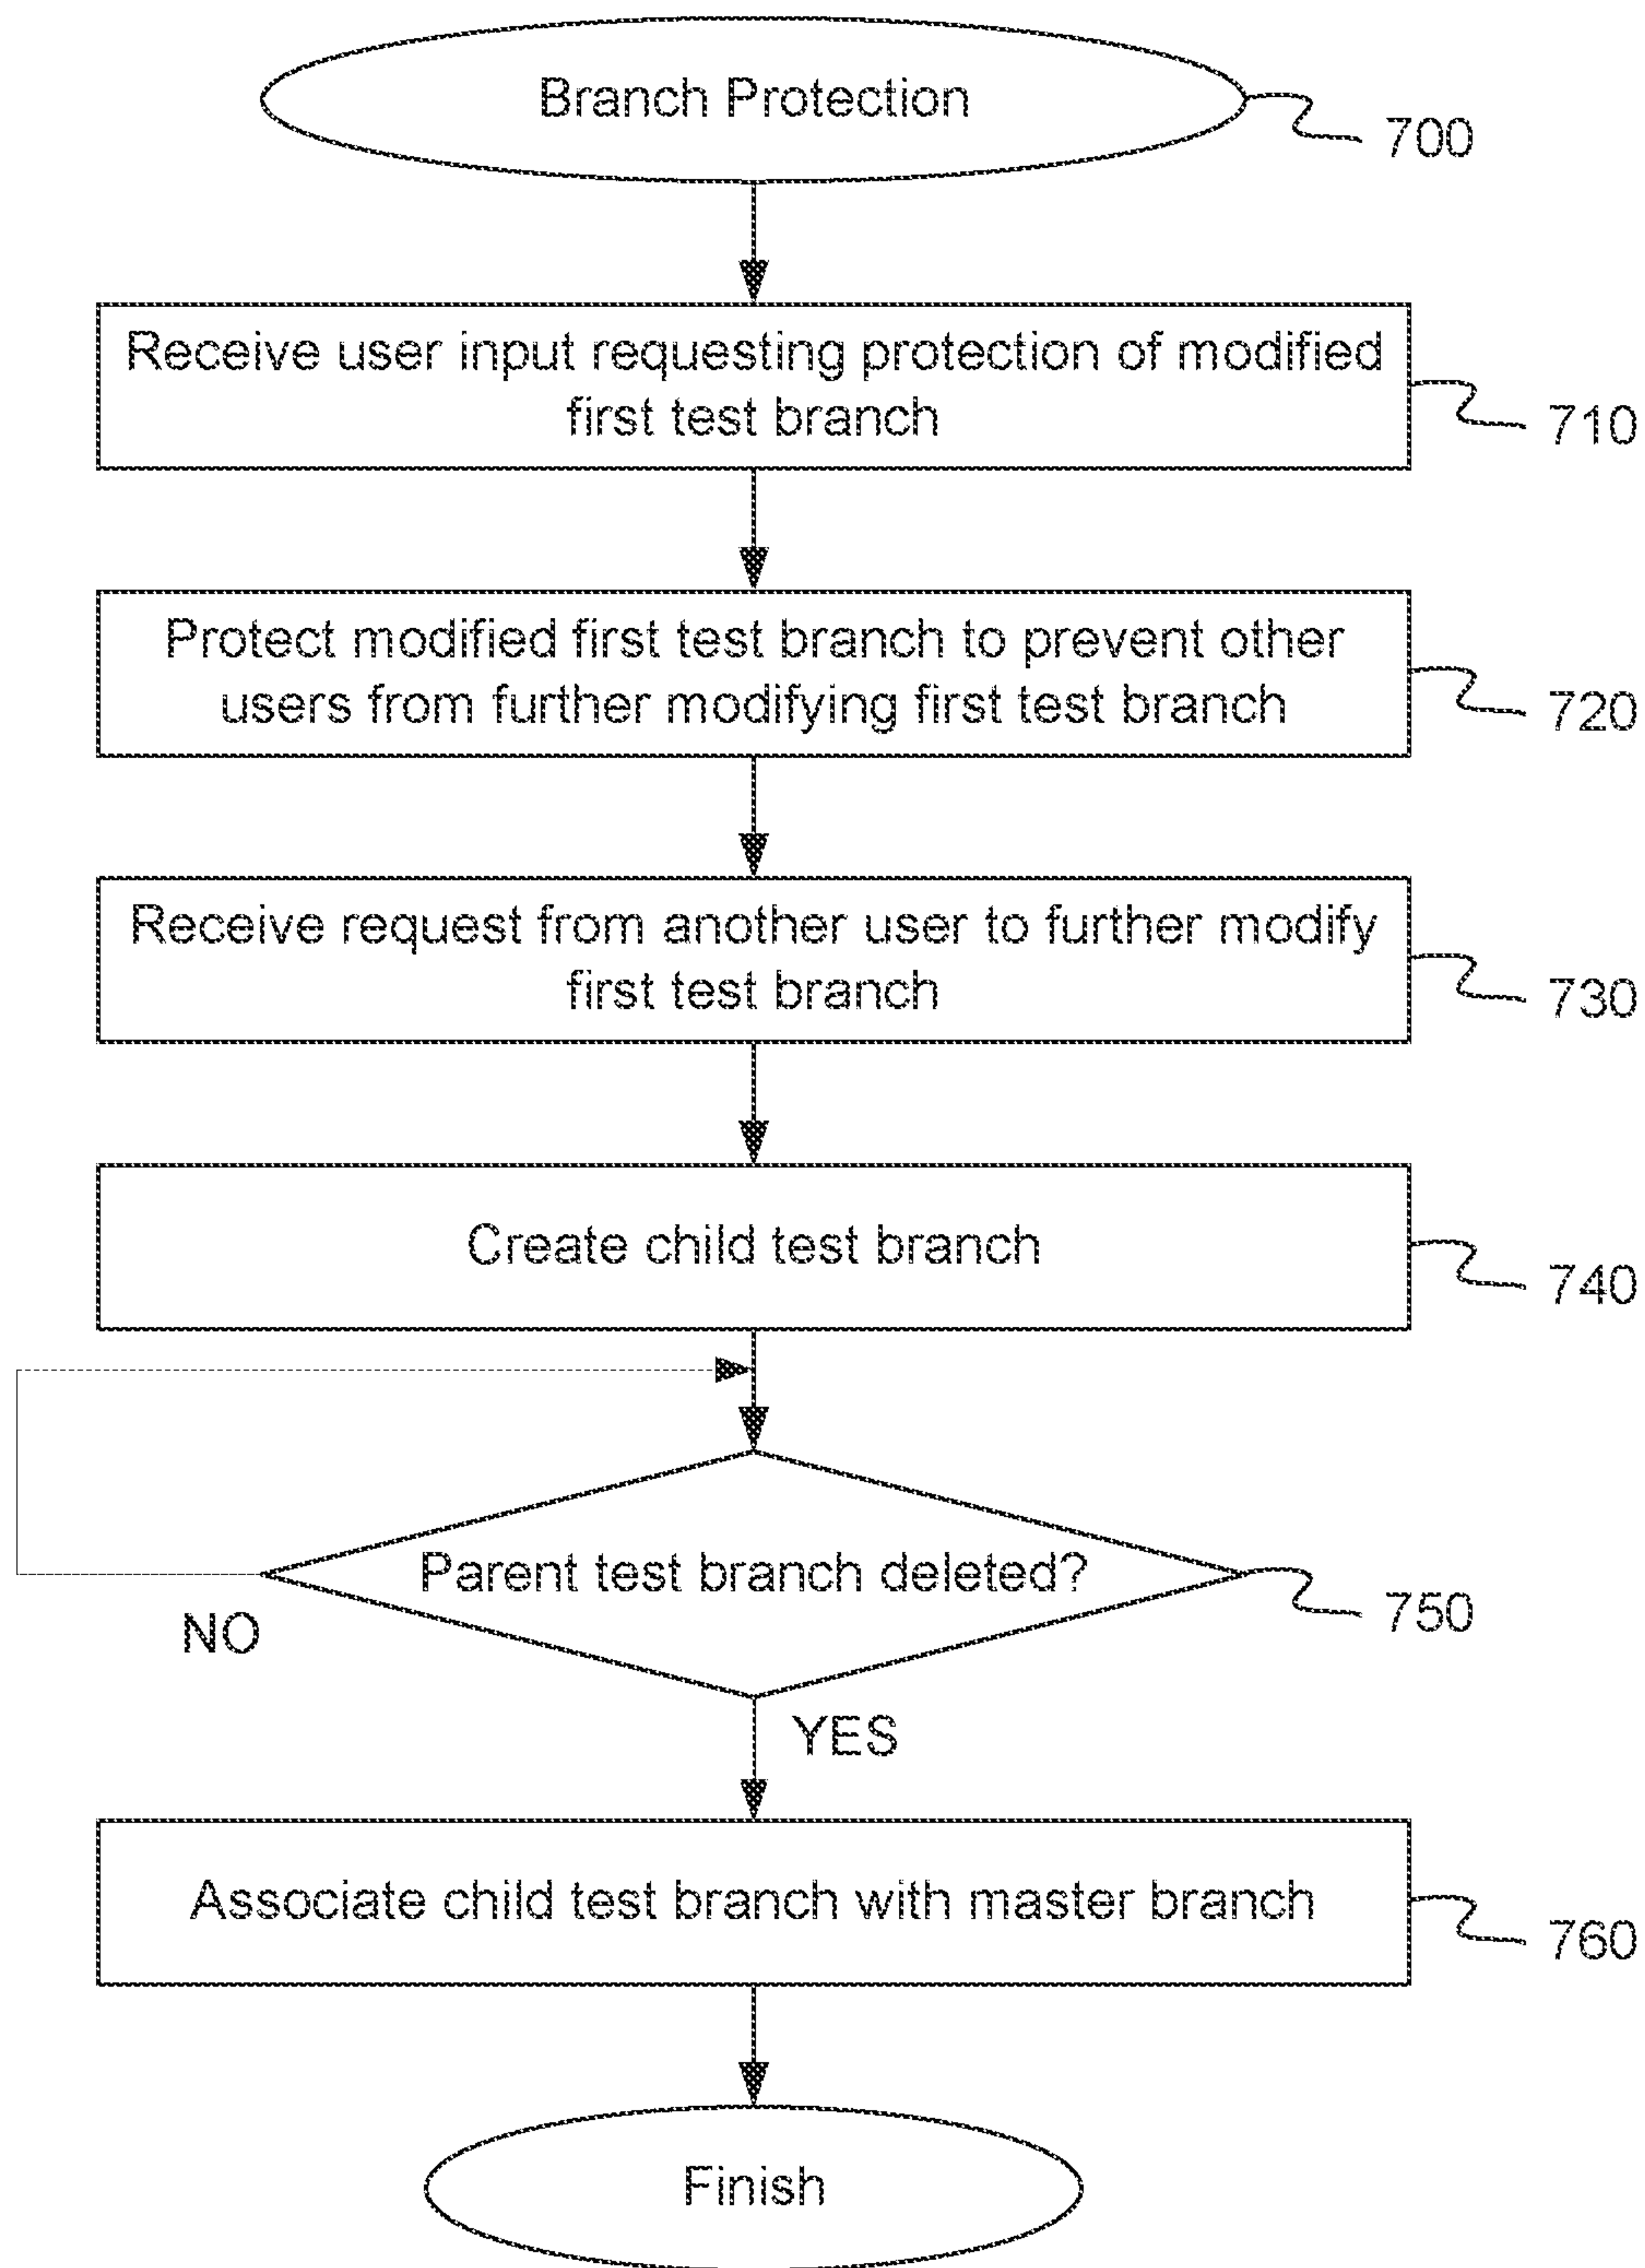 Branch Protection
700
Receive user input requesting protection of modified
first test branch
710
Protect modified first test branch to prevent other
users from further modifying first test branch
720
Receive request from another user to further modify
first test branch
730
Create child test branch
740
Parent test branch deleted?
750
NO
YES
Associate child test branch with master branch
760
Finish